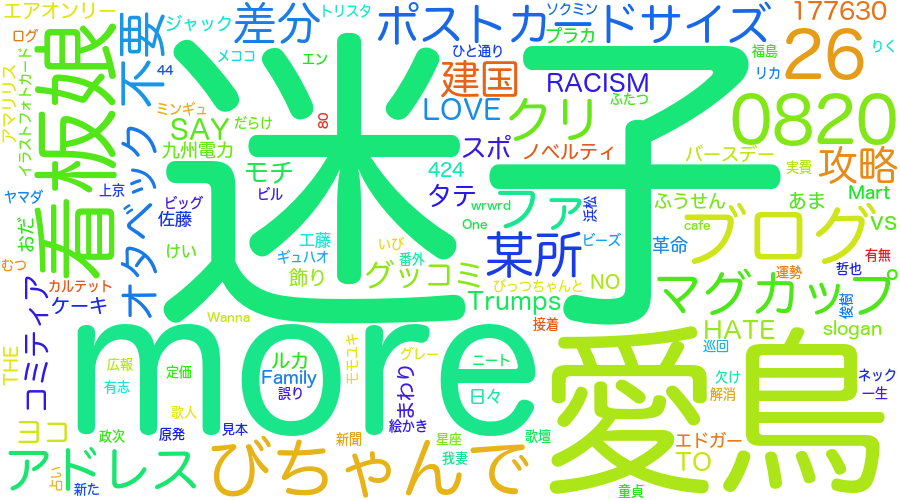 エアオンリー
トリスタ
ソクミン
177630
ログ
ジャック
差分
ポストカードサイズ
プラカ
26
りく
メココ
エン
ひと通り
福島
リカ
看板娘
不要
迷子
建国
RACISM
44
アマリリス
イラストフォトカード
ミンギュ
SAY
だらけ
80
LOVE
クリ
ふたつ
0820
九州電力
スポ
ノベルティ
バースデー
実費
攻略
モチ
424
ヤマダ
上京
ビッグ
ビル
タテ
wrwrd
ファ
浜松
ふうせん
あま
Mart
佐藤
One
cafe
VS
おだ
オタベック
けい
工藤
いび
某所
ビーズ
革命
ブログ
有無
ギュハオ
番外
むつ
飾り
グッコミ
びっつちゃんと
NO
運勢
哲也
カルテット
コミティア
ケーキ
Trumps
マグカップ
俊樹
Wanna
接着
HATE
slogan
THE
more
愛鳥
広報
ルカ
モモユキ
グレー
ニート
巡回
有志
定価
Family
誤り
まわり
日々
欠け
ネック
解消
一生
歌人
絵かき
ヨコ
政次
原発
見本
新聞
星座
歌壇
エドガー
アドレス
占い
新た
びちゃんで
我妻
TO
童貞